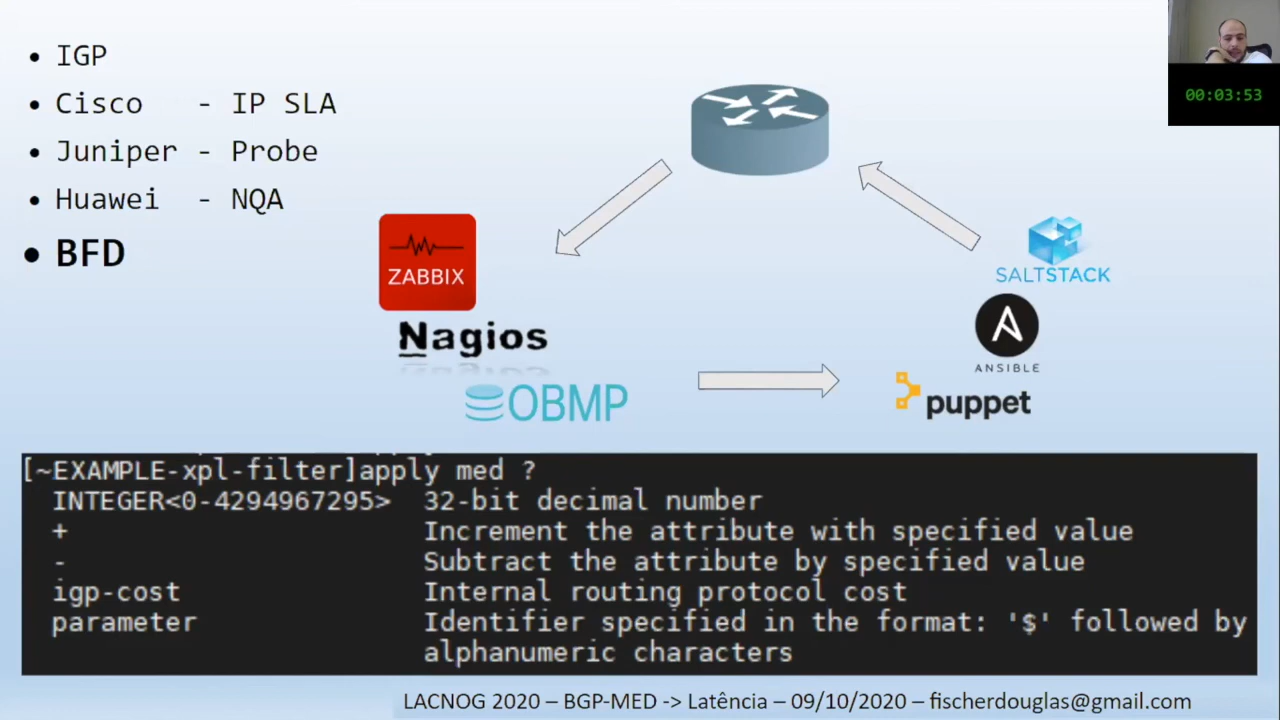 • IGP
• Cisco - IP SLA
• Juniper - Probe
• Huawei - NQA
• BFD
00:03:53
ZABBIX
Nagios
OBMP
SALTSTACK
ANSIBLE
puppet
[~EXAMPLE-xpl-filter]apply med ?
INTEGER<0-4294967295> 32-bit decimal number
+ Increment the attribute with specified value
- Subtract the attribute by specified value
igp-cost Internal routing protocol cost
parameter Identifier specified in the format: '$' followed by
alphanumeric characters
LACNOG 2020 – BGP-MED -> Latência – 09/10/2020 – fischerdouglas@gmail.com